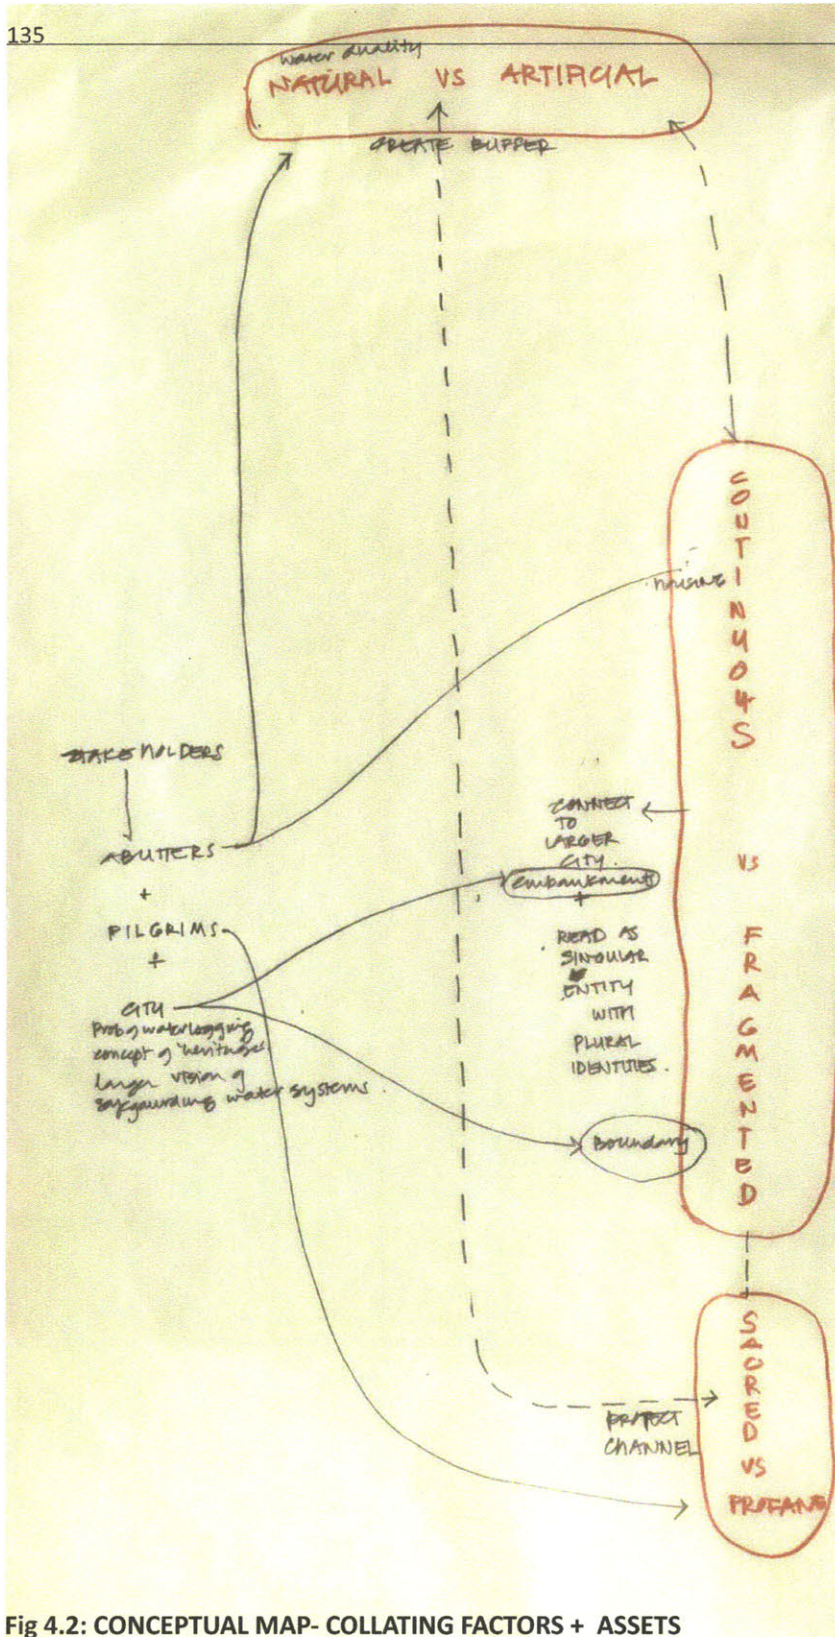 135
water quality
NATURAL VS ARTIFICIAL
CREATE BUFFER
CONTINUOUS
VS
FRAGMENTED
STAKEHOLDERS
ABUTTERS
+
PILGRIMS
+
CITY
Prob of waterlogging
concept of 'heritage'
larger vision of
safgaurding water systems.
CONNECT
TO
LARGER
CITY.
embankment
+
READ AS
SINGULAR
ENTITY
WITH
PLURAL
IDENTITIES.
Boundary
PROTECT
CHANNEL
SACRED
VS
PROFANE
Fig 4.2: CONCEPTUAL MAP- COLLATING FACTORS + ASSETS